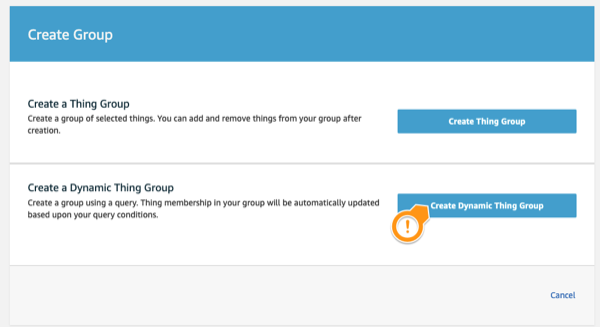 Create Group
Create a Thing Group
Create a group of selected things. You can add and remove things from your group after
creation.
Create Thing Group
Create a Dynamic Thing Group
Create a group using a query. Thing membership in your group will be automatically updated
based upon your query conditions.
Create Dynamic Thing Group
!
Cancel